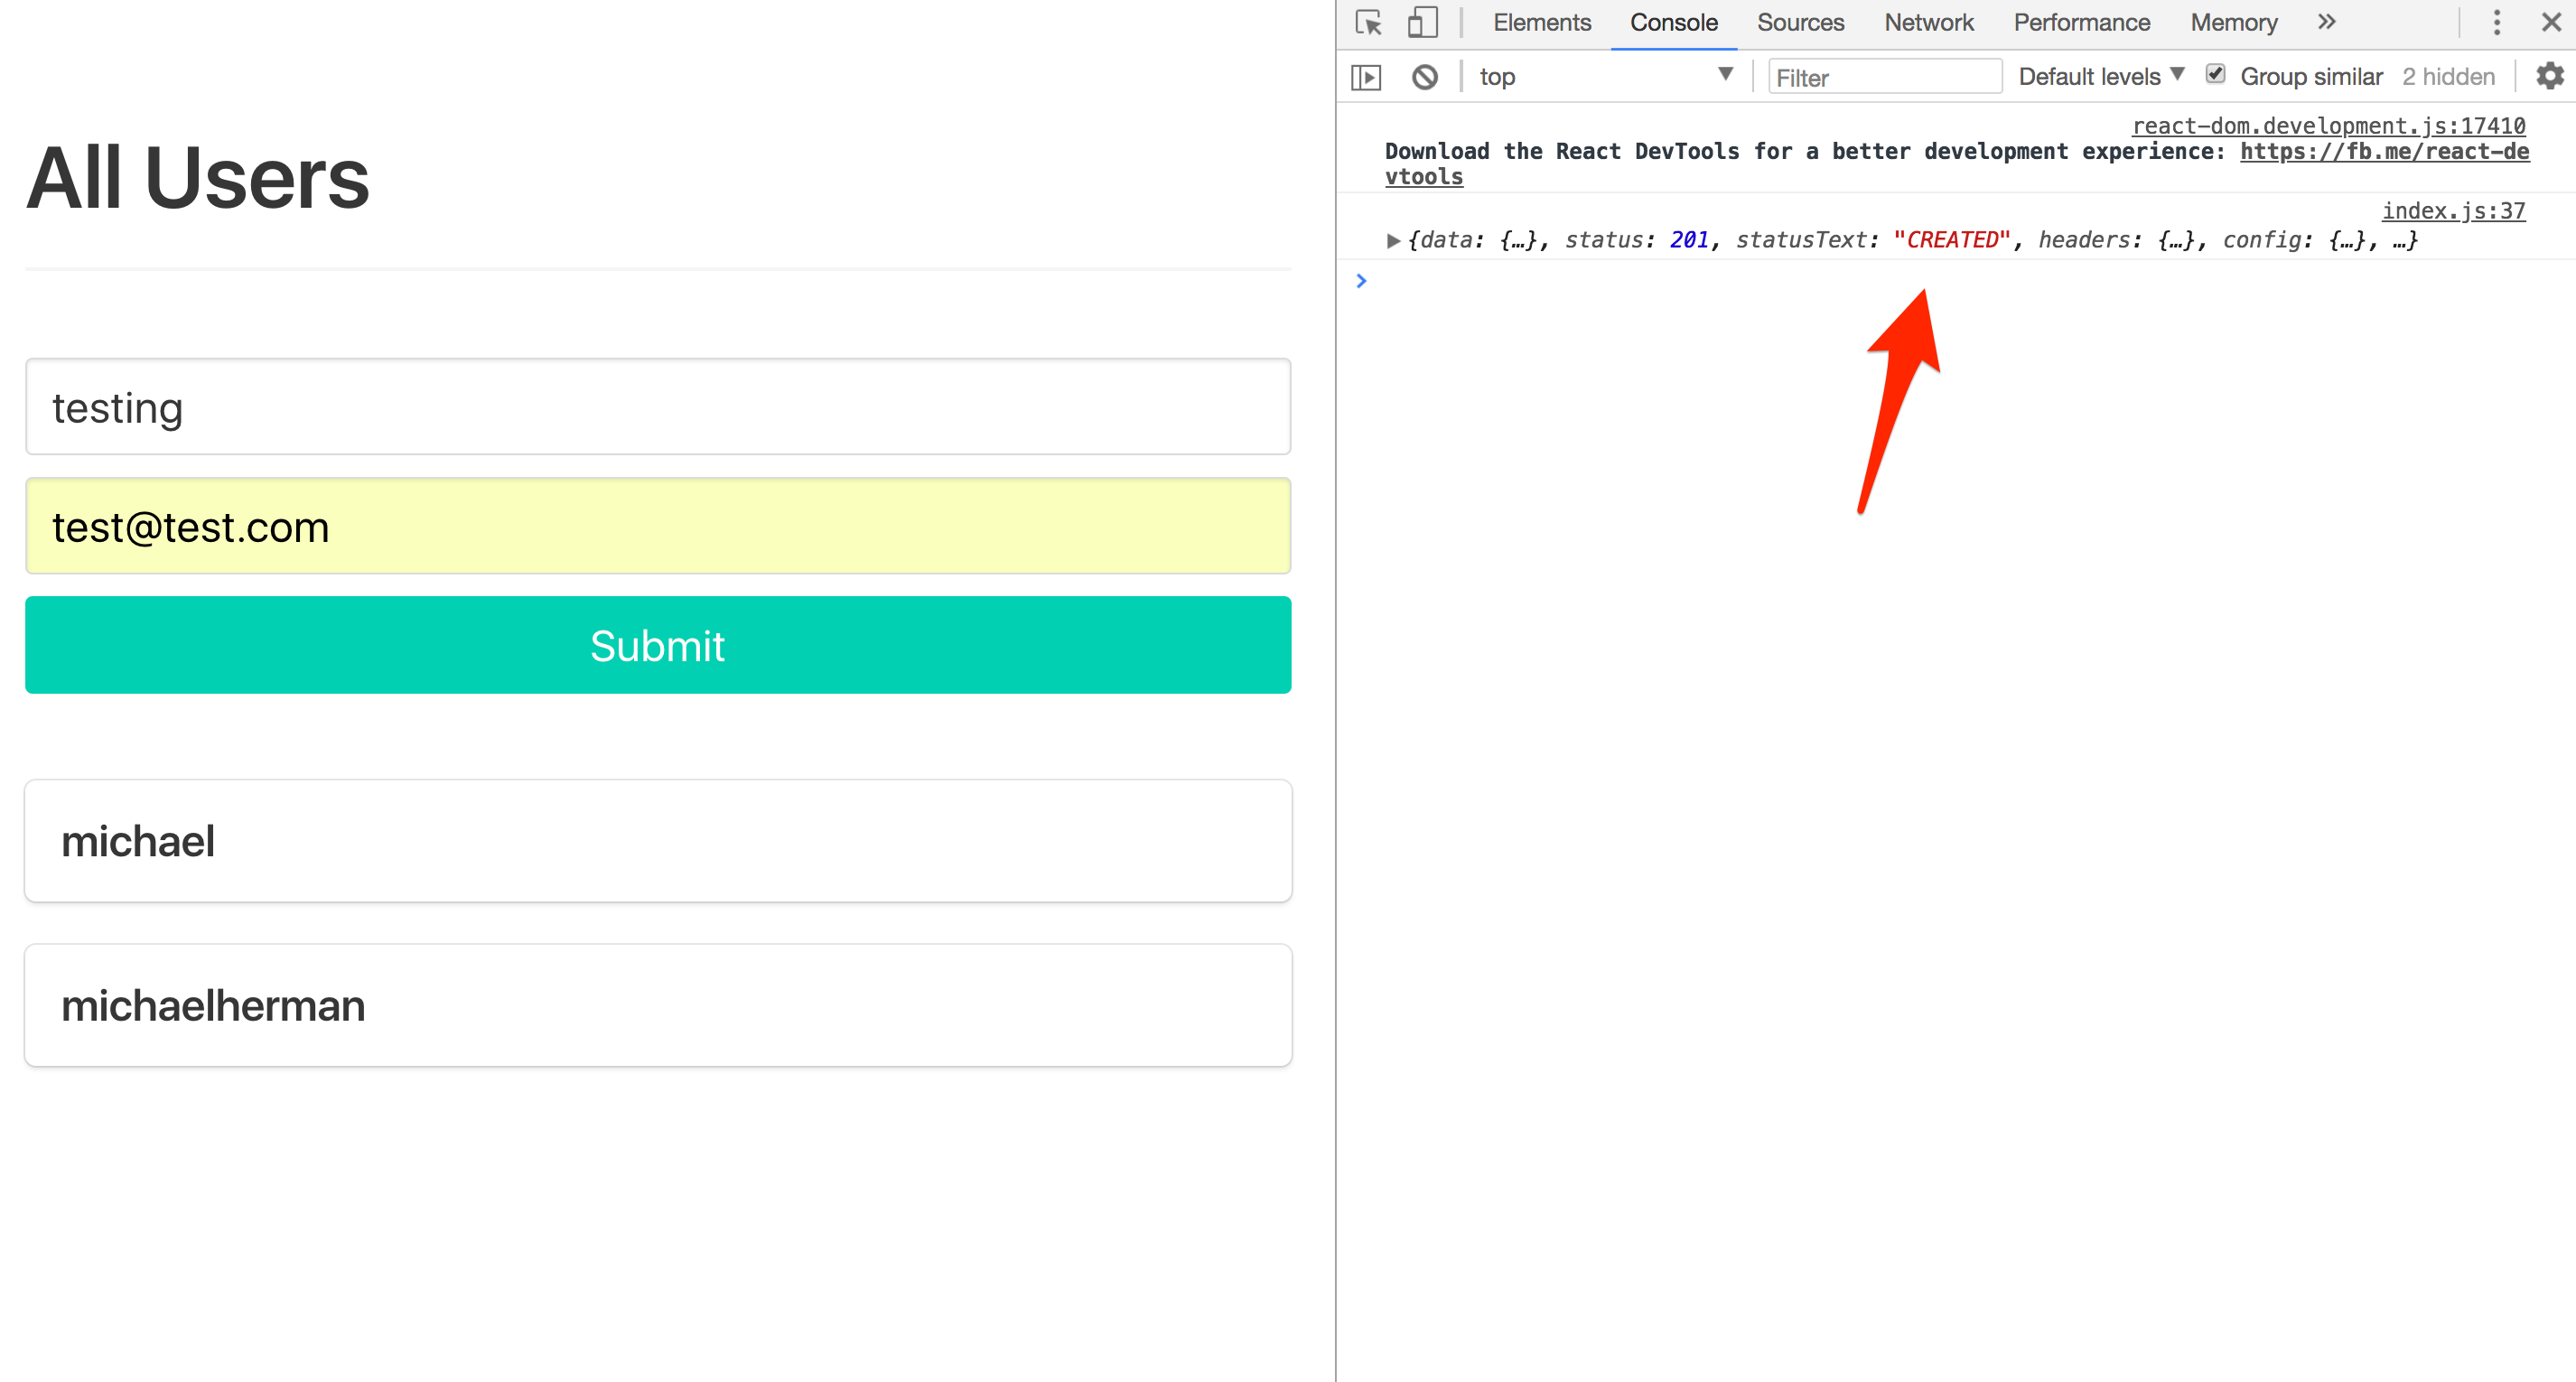 All Users
testing
test@test.com
Submit
michael
michaelherman
Elements Console Sources Network Performance Memory »
top Filter Default levels Group similar 2 hidden
react-dom.development.js:17410
Download the React DevTools for a better development experience: https://fb.me/react-de
vtools
index.js:37
{data: {…}, status: 201, statusText: "CREATED", headers: {…}, config: {…}, …}